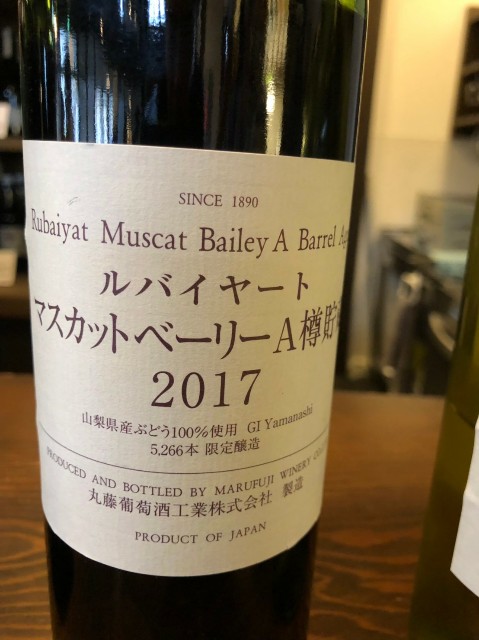 SINCE 1890
Rubaiyat Muscat Bailey A Barrel
ルバイヤート
マスカットベーリーA樽貯
2017
山梨県産ぶどう100%使用 GI Yamanashi
5,266本 限定醸造
PRODUCED AND BOTTLED BY MARUFUJI WINERY
丸藤葡萄酒工業株式会社 製造
PRODUCT OF JAPAN